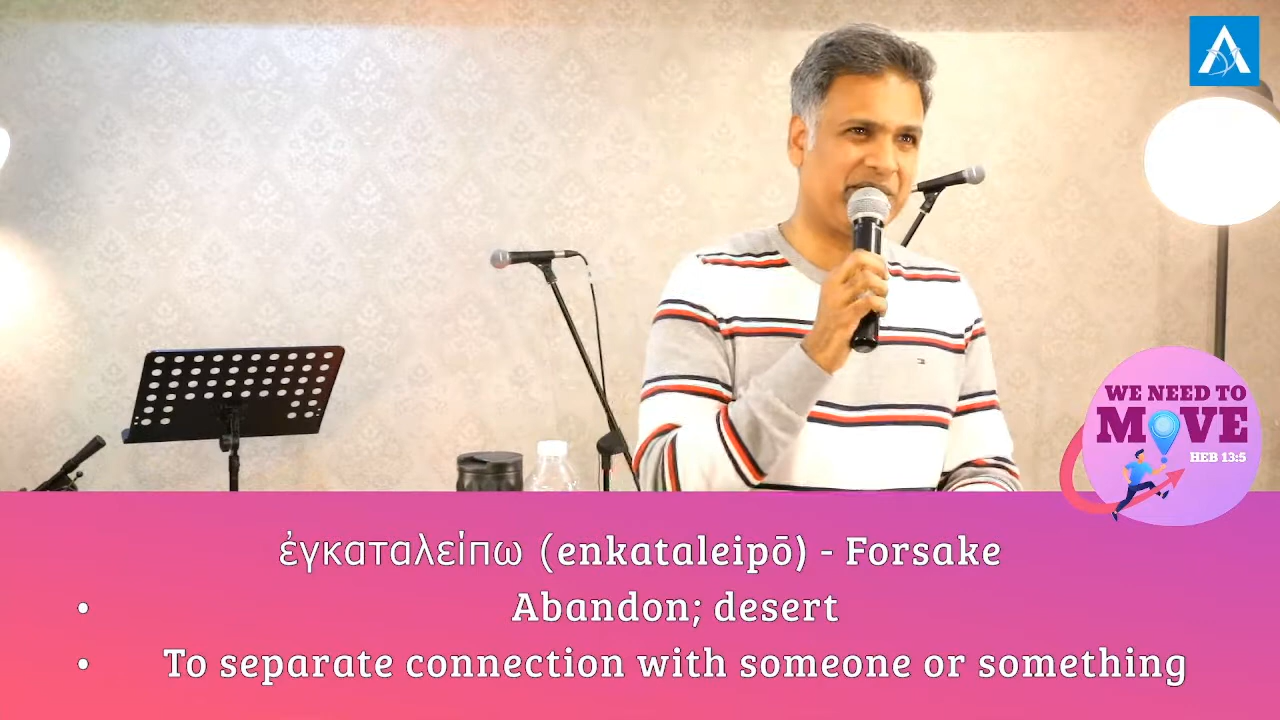 WE NEED TO
MOVE
HEB 13:5
ἐγκαταλείπω (enkataleipō) - Forsake
• Abandon; desert
• To separate connection with someone or something